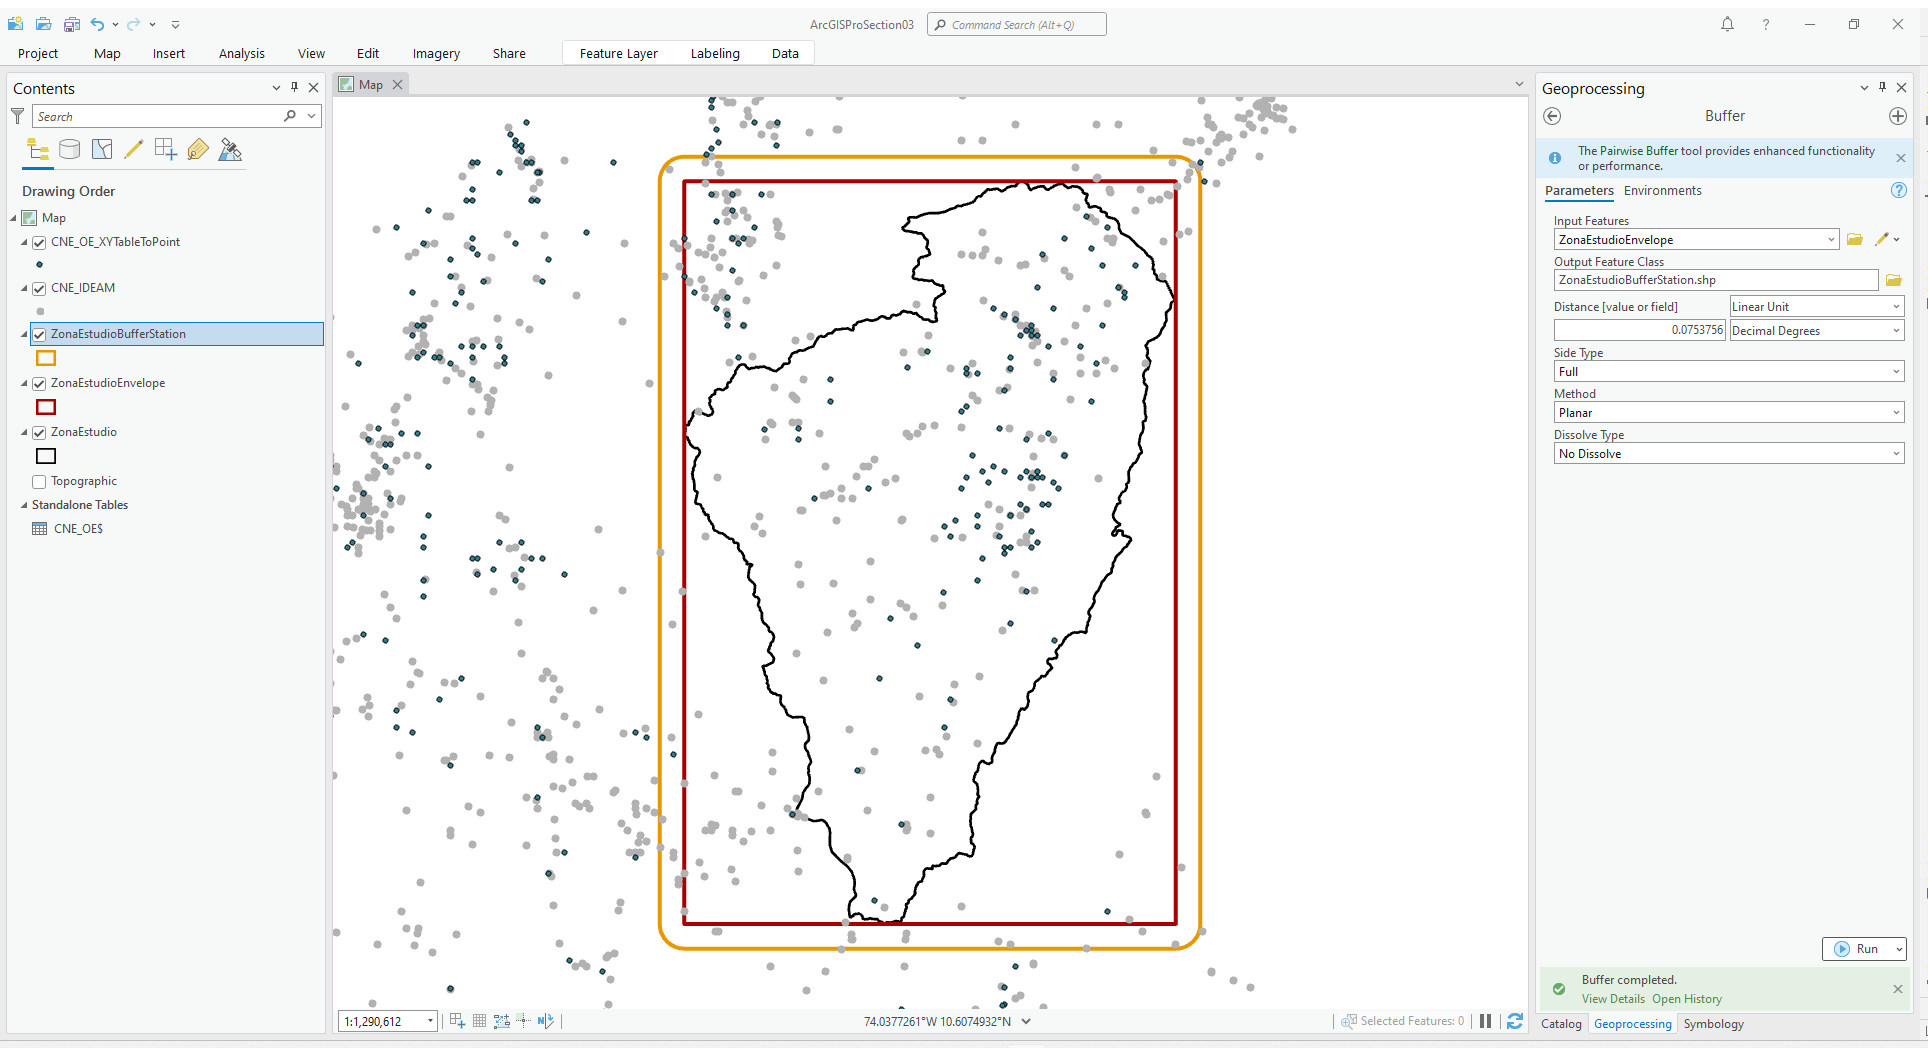 ArcGISProSection03
Command Search (Alt+Q)
Project Map Insert Analysis View Edit Imagery Share Feature Layer Labeling Data
Contents
Search
Drawing Order
Map
CNE_OE_XYTableToPoint
CNE_IDEAM
ZonaEstudioBufferStation
ZonaEstudioEnvelope
ZonaEstudio
Topographic
Standalone Tables
CNE_OE$
Map
1:1,290,612
74.0377261°W 10.6074932°N
Selected Features: 0
Geoprocessing
Buffer
The Pairwise Buffer tool provides enhanced functionality
or performance.
Parameters Environments
Input Features
ZonaEstudioEnvelope
Output Feature Class
ZonaEstudioBufferStation.shp
Distance [value or field] Linear Unit
0.0753756 Decimal Degrees
Side Type
Full
Method
Planar
Dissolve Type
No Dissolve
Run
Buffer completed.
View Details Open History
Catalog Geoprocessing Symbology